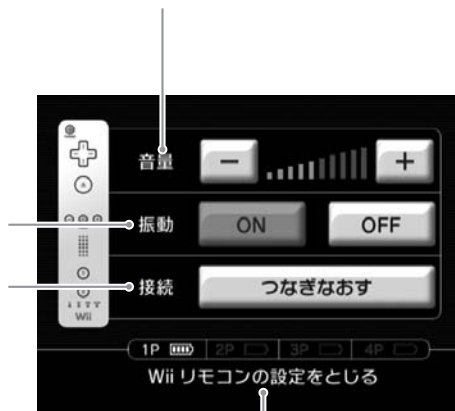 音量 − +
振動 ON OFF
接続 つなぎなおす
Wii
1P 2P 3P 4P
Wii リモコンの設定をとじる